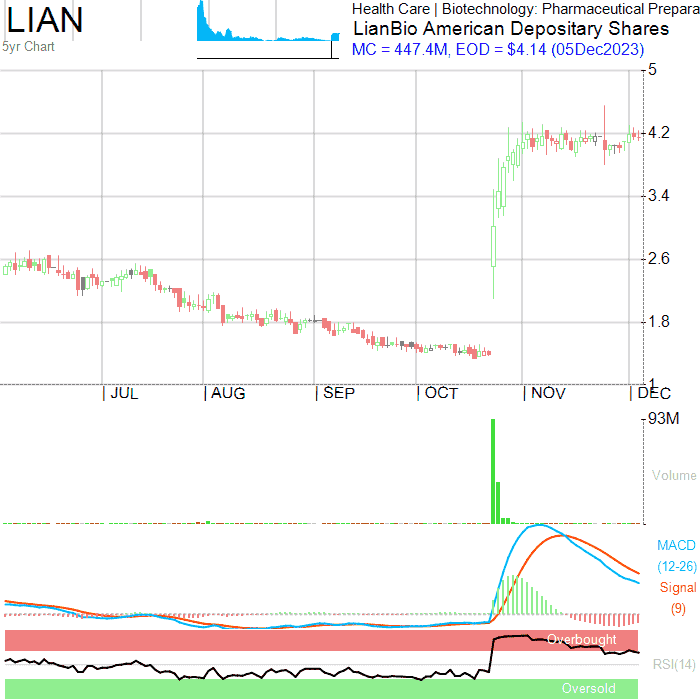 LIAN
5yr Chart
Health Care | Biotechnology: Pharmaceutical Prepara
LianBio American Depositary Shares
MC = 447.4M, EOD = $4.14 (05Dec2023)
5
4.2
3.4
2.6
1.8
1
| JUL | AUG | SEP | OCT | NOV | DEC
93M
Volume
MACD
(12-26)
Signal
(9)
Overbought
RSI(14)
Oversold